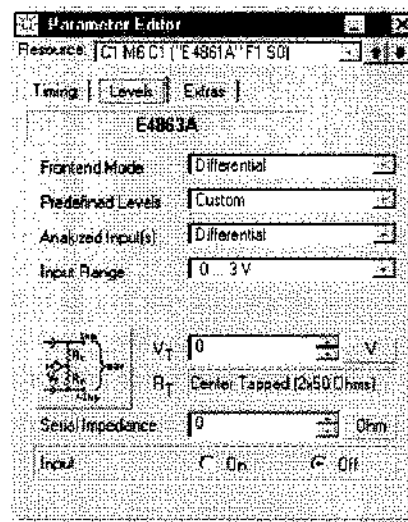 Parameter Editor
Resource: C1 M6 C1 ("E4861A" F1 S0)
Timing Levels Extras
E4863A
Frontend Mode Differential
Predefined Levels Custom
Analyzed Input(s) Differential
Input Range 0 ... 3 V
VT 0 V
RT Center Tapped (2x50 Ohms)
Serial Impedance 0 Ohm
Input On Off